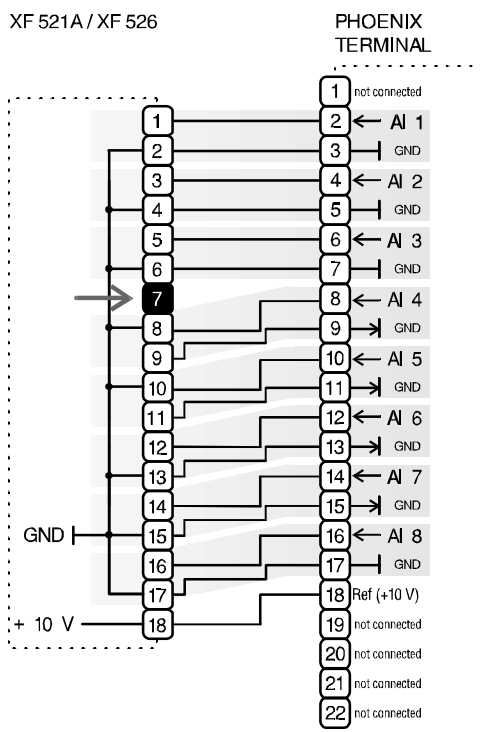 XF 521A / XF 526
PHOENIX
TERMINAL
1 not connected
1 2 AI 1
2 3 GND
3 4 AI 2
4 5 GND
5 6 AI 3
6 7 GND
7
8 8 AI 4
9 9 GND
10 10 AI 5
11 11 GND
12 12 AI 6
13 13 GND
14 14 AI 7
GND 15 15 GND
16 16 AI 8
17 17 GND
+ 10 V 18 18 Ref (+10 V)
19 not connected
20 not connected
21 not connected
22 not connected